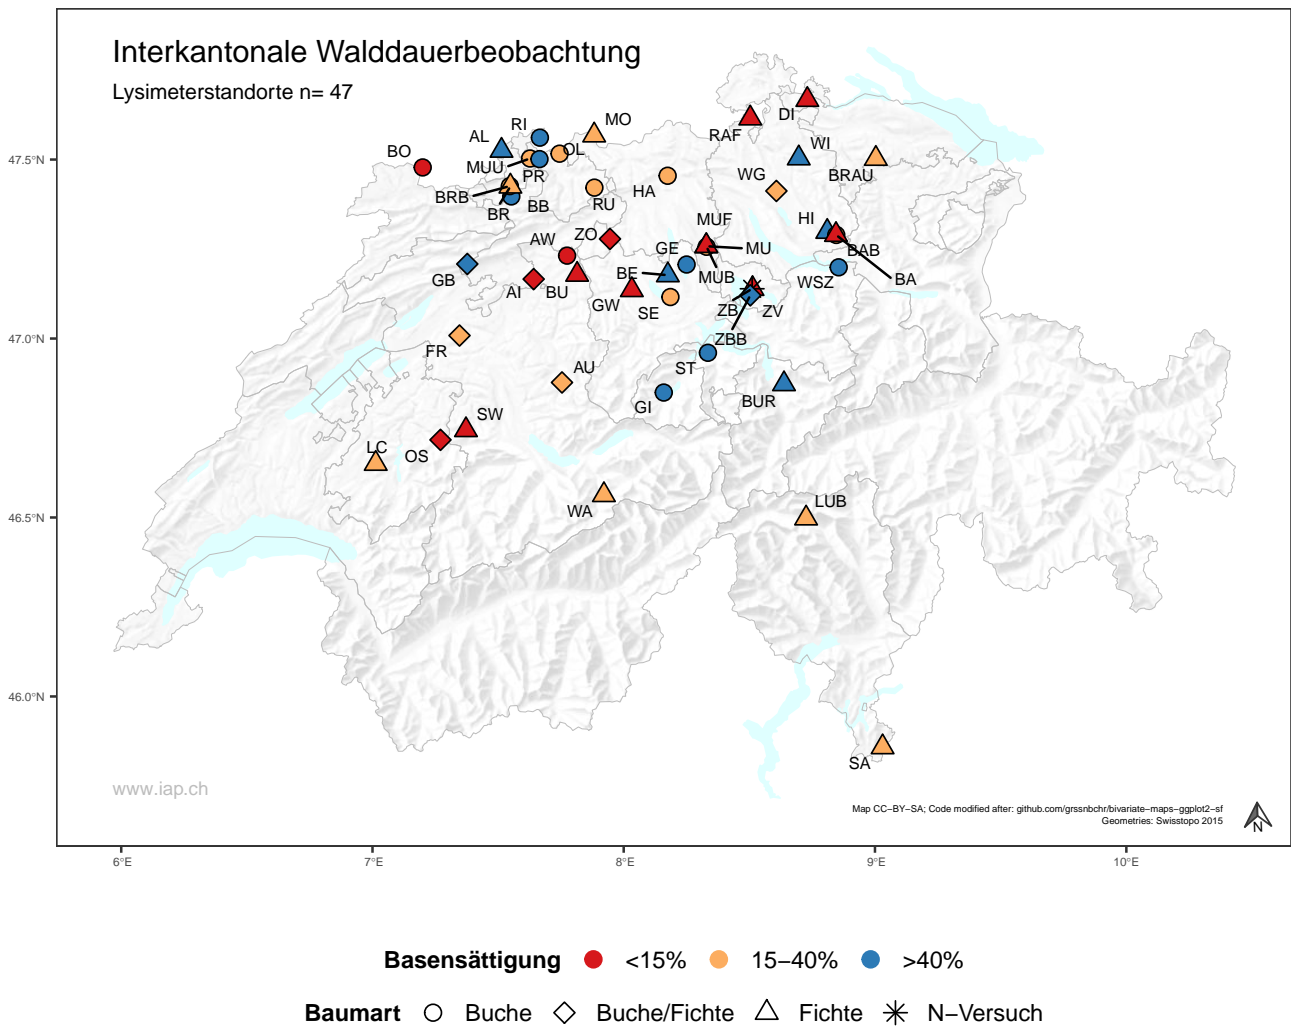 Interkantonale Walddauerbeobachtung
Lysimeterstandorte n= 47
47.5°N
47.0°N
46.5°N
46.0°N
DI
RAF
MO
RI
AL
OL
WI
BO
MUU
PR
BRAU
WG
BRB
HA
RU
BR
BB
MUF
HI
ZO
AW
GE
MU
BAB
BE
MUB
BA
GB
AI
BU
WSZ
GW
SE
ZB
ZV
ZBB
FR
ST
AU
BUR
GI
SW
LC
OS
LUB
WA
SA
www.iap.ch
Map CC−BY−SA; Code modified after: github.com/grssnbchr/bivariate−maps−ggplot2−sf
Geometries: Swisstopo 2015
N
6°E 7°E 8°E 9°E 10°E
Basensättigung <15% 15−40% >40%
Baumart Buche Buche/Fichte Fichte N−Versuch